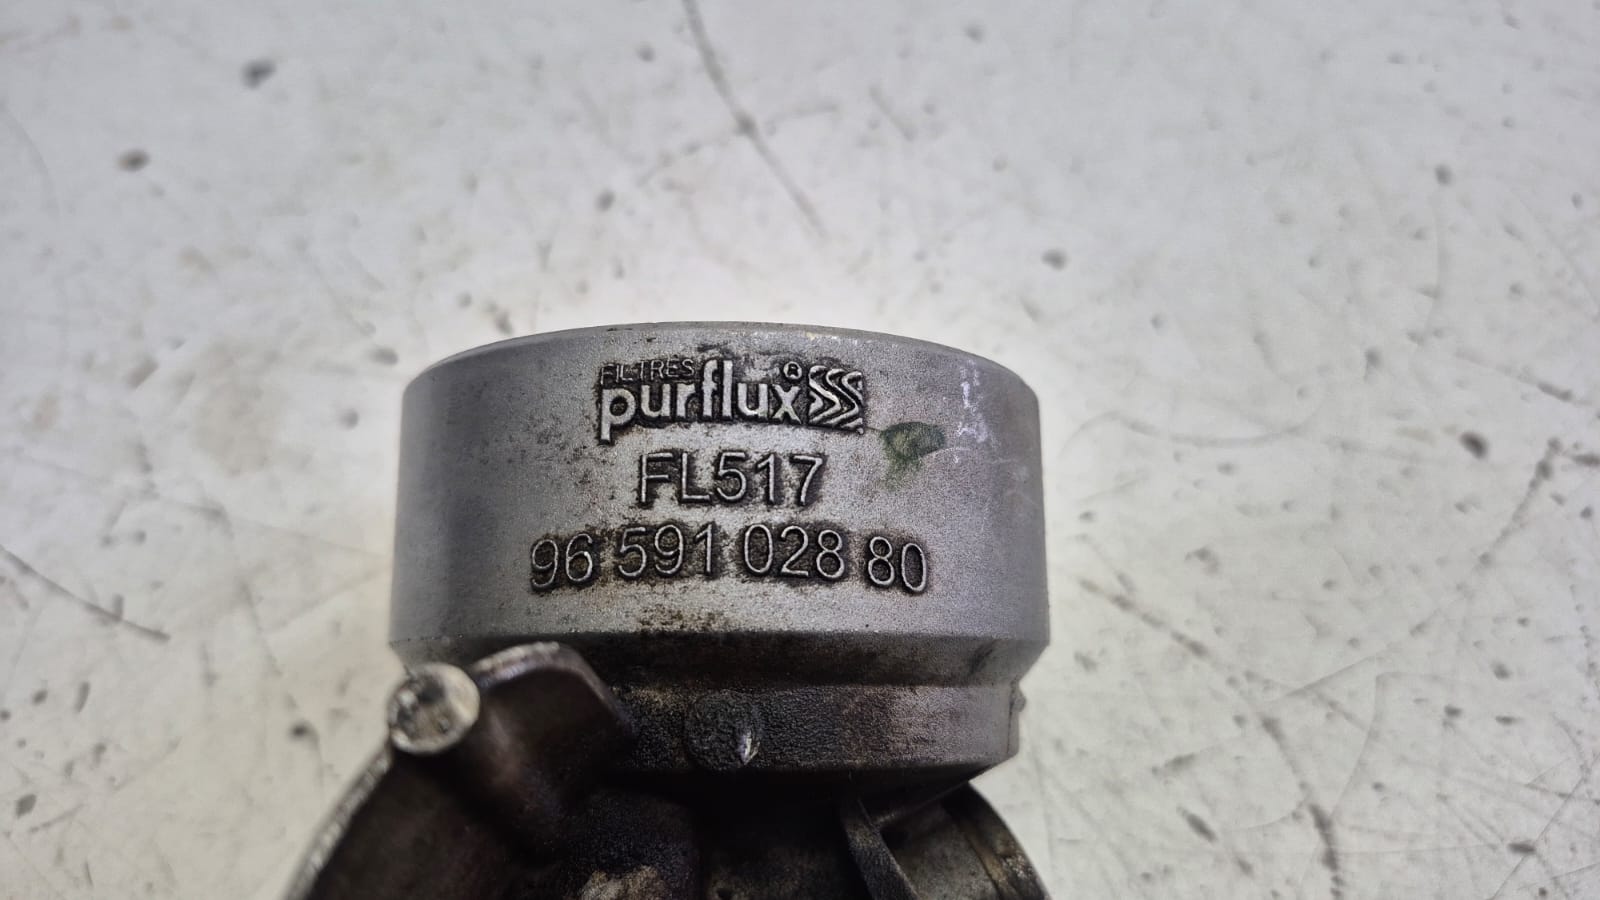 FILTRES
purflux®
FL517
96 591 028 80